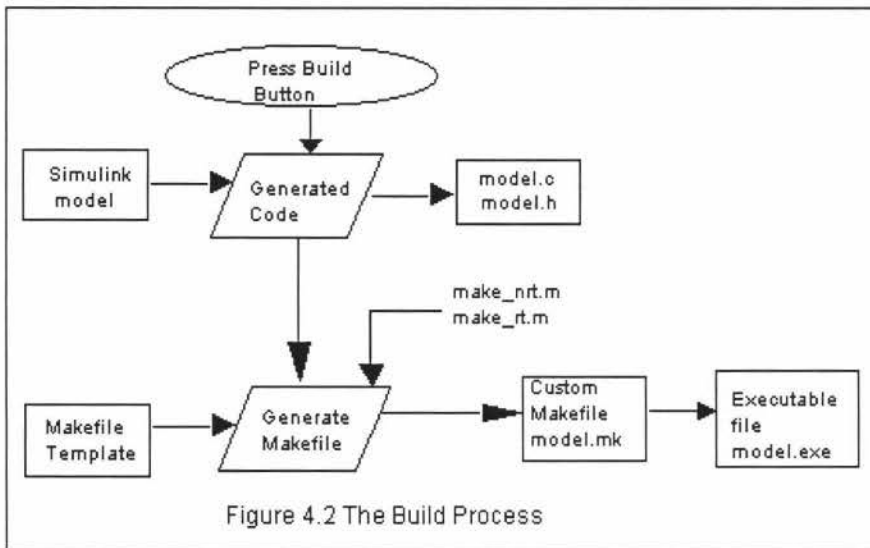 Press Build
Button
Simulink
model
Generated
Code
model.c
model.h
make_nrt.m
make_rt.m
Makefile
Template
Generate
Makefile
Custom
Makefile
model.mk
Executable
file
model.exe
Figure 4.2 The Build Process